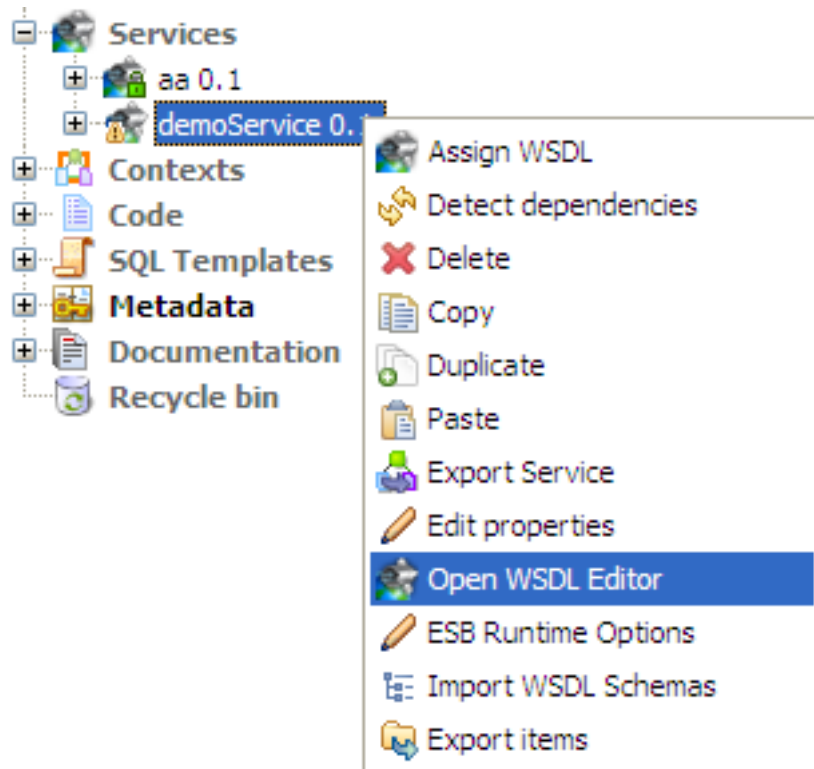 Services
aa 0.1
demoService 0.1
Contexts
Code
SQL Templates
Metadata
Documentation
Recycle bin
Assign WSDL
Detect dependencies
Delete
Copy
Duplicate
Paste
Export Service
Edit properties
Open WSDL Editor
ESB Runtime Options
Import WSDL Schemas
Export items